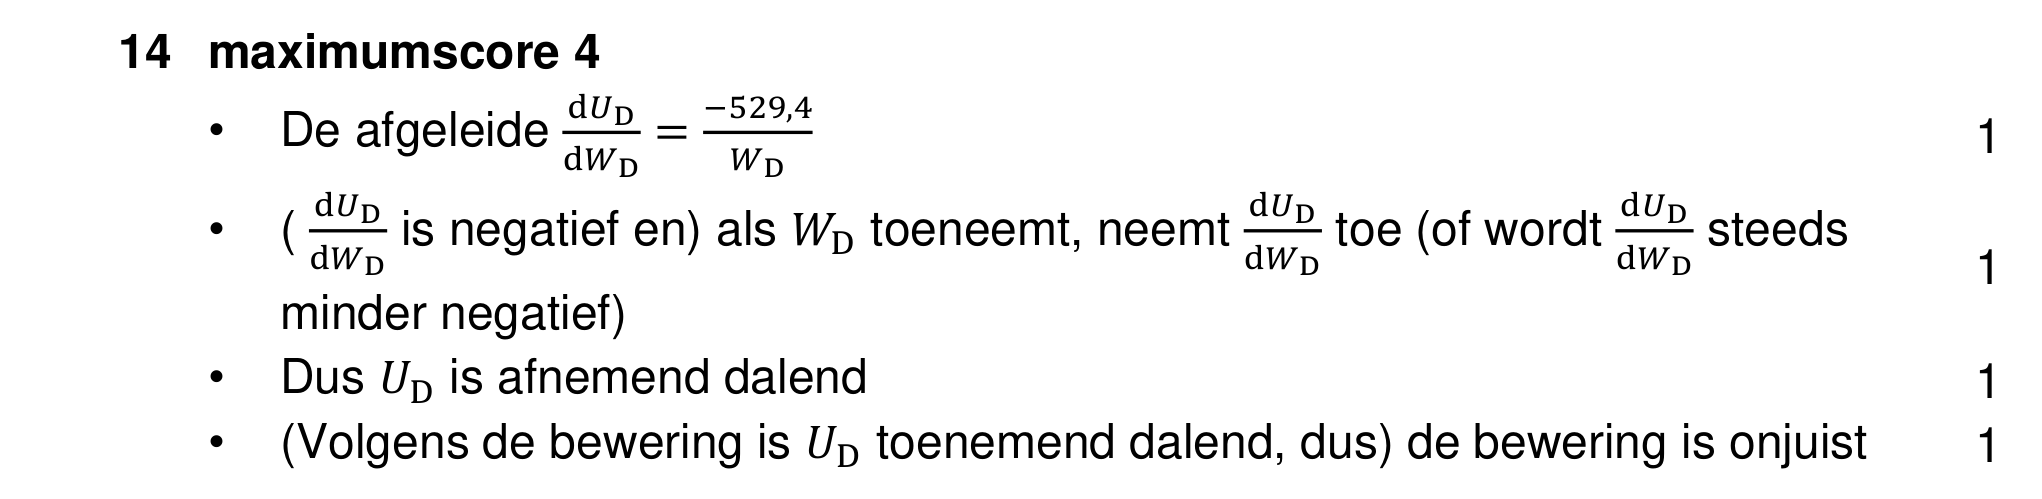 14 maximumscore 4
• De afgeleide dU_D/dW_D = −529,4/W_D 1
• ( dU_D/dW_D is negatief en) als W_D toeneemt, neemt dU_D/dW_D toe (of wordt dU_D/dW_D steeds 1
minder negatief)
• Dus U_D is afnemend dalend 1
• (Volgens de bewering is U_D toenemend dalend, dus) de bewering is onjuist 1